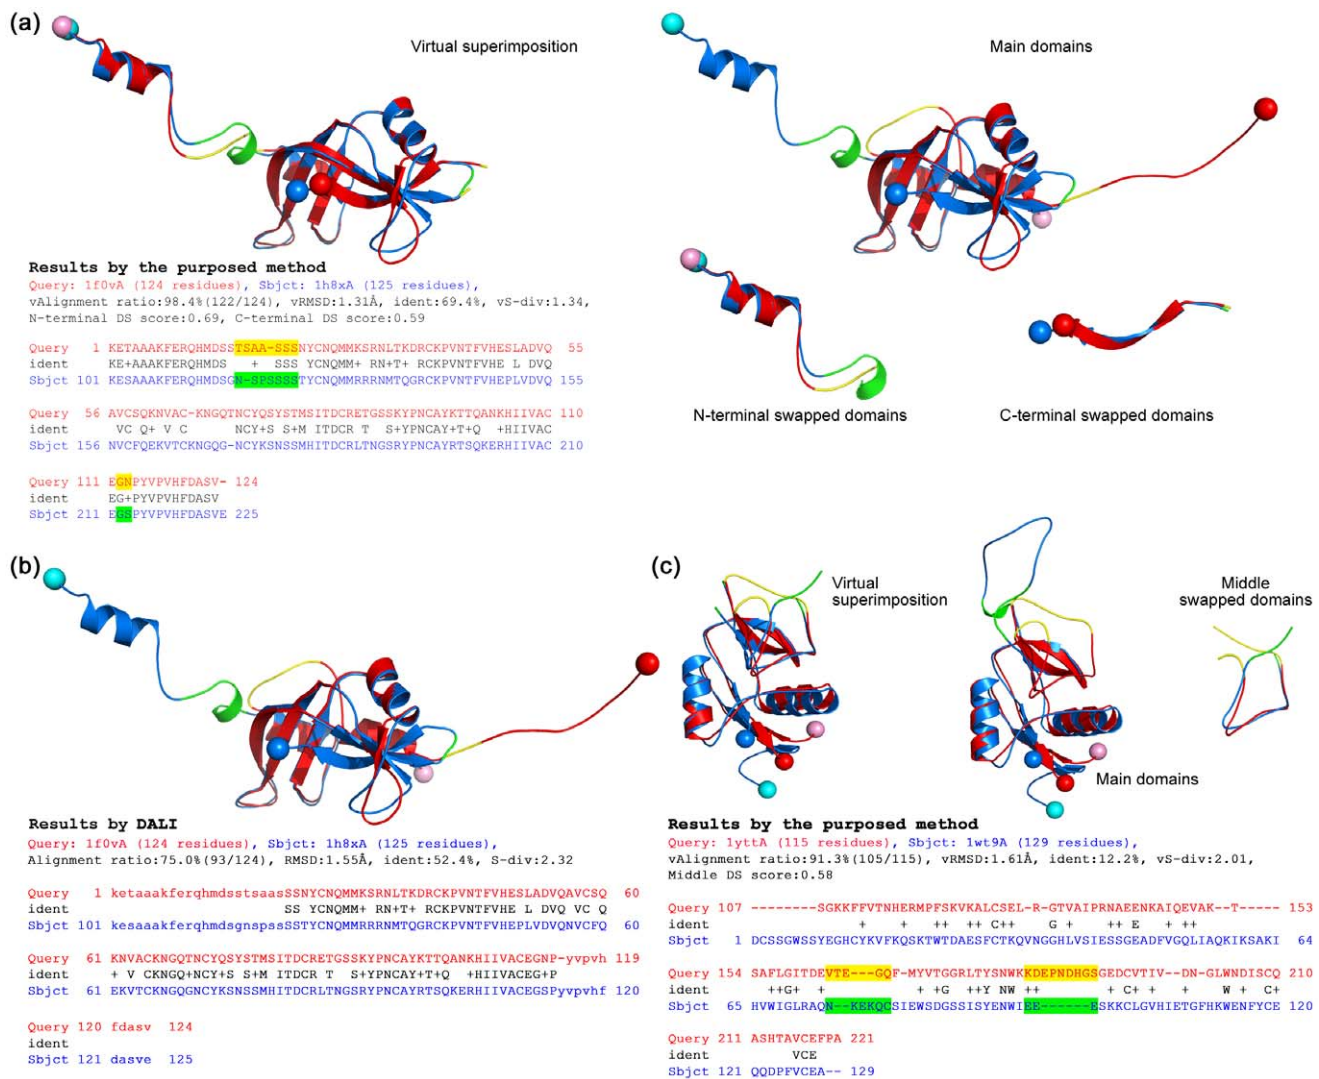 (a)
Virtual superimposition
Main domains
N-terminal swapped domains
C-terminal swapped domains
Results by the purposed method
Query: 1f0vA (124 residues), Sbjct: 1h8xA (125 residues),
vAlignment ratio:98.4%(122/124), vRMSD:1.31Å, ident:69.4%, vS-div:1.34,
N-terminal DS score:0.69, C-terminal DS score:0.59
Query 1 KETAAAKFERQHMDSSTSAA-SSSNYCNQMMKSRNLTKDRCKPVNTFVHESLADVQ 55
ident KE+AAAKFERQHMDS + SSS YCNQMM+ RN+T+ RCKPVNTFVHE L DVQ
Sbjct 101 KESAAAKFERQHMDSGN-SPSSSSTYCNQMMRRRNMTQGRCKPVNTFVHEPLVDVQ 155
Query 56 AVCSQKNVAC-KNGQTNCYQSYSTMSITDCRETGSSKYPNCAYKTTQANKHIIVAC 110
ident VC Q+ V C NCY+S S+M ITDCR T S+YPNCAY+T+Q +HIIVAC
Sbjct 156 NVCFQEKVTCKNGQG-NCYKSNSSMHITDCRLTNGSRYPNCAYRTSQKERHIIVAC 210
Query 111 EGNPYVPVHFDASV- 124
ident EG+PYVPVHFDASV
Sbjct 211 EGSPYVPVHFDASVE 225
(b)
Results by DALI
Query: 1f0vA (124 residues), Sbjct: 1h8xA (125 residues),
Alignment ratio:75.0%(93/124), RMSD:1.55Å, ident:52.4%, S-div:2.32
Query 1 ketaaakferqhmdsstsaasSSNYCNQMMKSRNLTKDRCKPVNTFVHESLADVQAVCSQ 60
ident SS YCNQMM+ RN+T+ RCKPVNTFVHE L DVQ VC Q
Sbjct 101 kesaaakferqhmdsgnspssSSTYCNQMMRRRNMTQGRCKPVNTFVHEPLVDVQNVCFQ 60
Query 61 KNVACKNGQTNCYQSYSTMSITDCRETGSSKYPNCAYKTTQANKHIIVACEGNP-yvpvh 119
ident + V CKNGQ+NCY+S S+M ITDCR T S+YPNCAY+T+Q +HIIVACEG+P
Sbjct 61 EKVTCKNGQGNCYKSNSSMHITDCRLTNGSRYPNCAYRTSQKERHIIVACEGSPyvpvhf 120
Query 120 fdasv 124
ident
Sbjct 121 dasve 125
(c)
Virtual
superimposition
Middle
swapped domains
Main domains
Results by the purposed method
Query: 1yttA (115 residues), Sbjct: 1wt9A (129 residues),
vAlignment ratio:91.3%(105/115), vRMSD:1.61Å, ident:12.2%, vS-div:2.01,
Middle DS score:0.58
Query 107 --------SGKKFFVTNHERMPFSKVKALCSEL-R-GTVAIPRNAEENKAIQEVAK--T----- 153
ident + + ++ C++ G + ++ E + ++
Sbjct 1 DCSSGWSSYEGHCYKVFKQSKTWTDAESFCTKQVNGGHLVSIESSGEADFVGQLIAQKIKSAKI 64
Query 154 SAFLGITDEVTE---GQF-MYVTGGRLTYSNWKKDEPNDHGSGEDCVTIV--DN-GLWNDISCQ 210
ident ++G+ + + +G ++Y NW ++ + C+ + W + C+
Sbjct 65 HVWIGLRAQN--KEKQCSIEWSDGSSISYENWIEE------ESKKCLGVHIETGFHKWENFYCE 120
Query 211 ASHTAVCEFPA 221
ident VCE
Sbjct 121 QQDPFVCEA-- 129